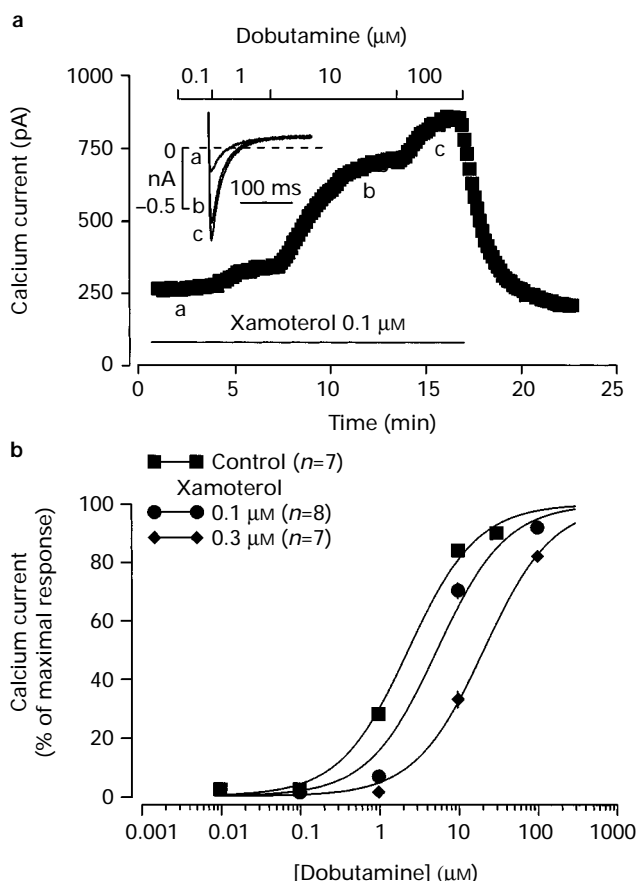 a
Dobutamine (μM)
0.1 1 10 100
1000
750
500
250
0
Calcium current (pA)
0
nA
−0.5
a
b
c
100 ms
a
b
c
Xamoterol 0.1 μM
0 5 10 15 20 25
Time (min)
b
Control (n=7)
Xamoterol
0.1 μM (n=8)
0.3 μM (n=7)
100
80
60
40
20
0
Calcium current
(% of maximal response)
0.001 0.01 0.1 1 10 100 1000
[Dobutamine] (μM)